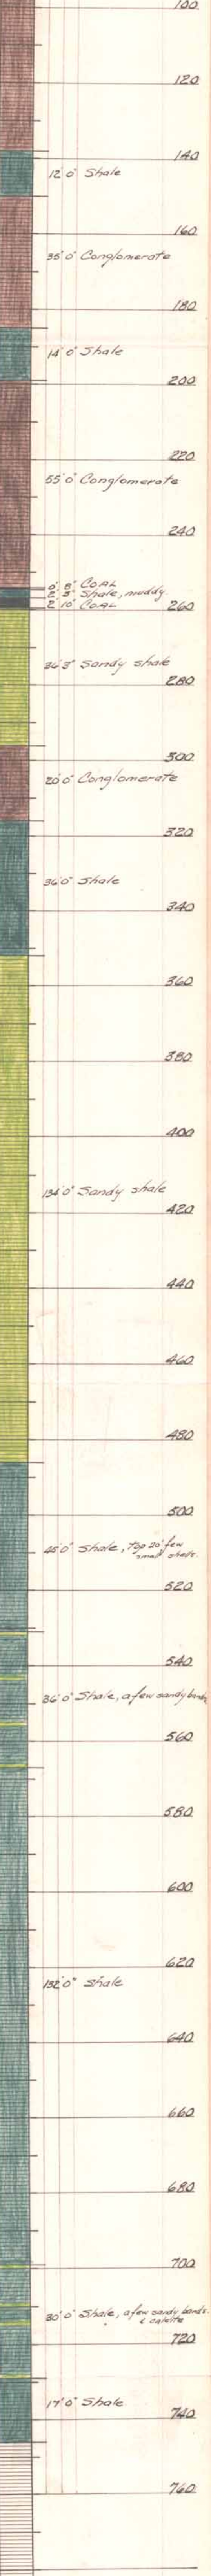 100
120
140
12' 0" Shale
160
35' 0" Conglomerate
180
14' 0" Shale
200
220
55' 0" Conglomerate
240
0' 8" COAL
2' 3" Shale, muddy
2' 10" COAL
260
36' 3" Sandy shale
280
300
20' 0" Conglomerate
320
36' 0" Shale
340
360
380
400
134' 0" Sandy shale
420
440
460
480
500
45' 0" Shale, top 20' few
small shells.
520
540
36' 0" Shale, a few sandy bands
560
580
600
620
132' 0" Shale
640
660
680
700
30' 0" Shale, a few sandy bands
& calcite
720
17' 0" Shale
740
760